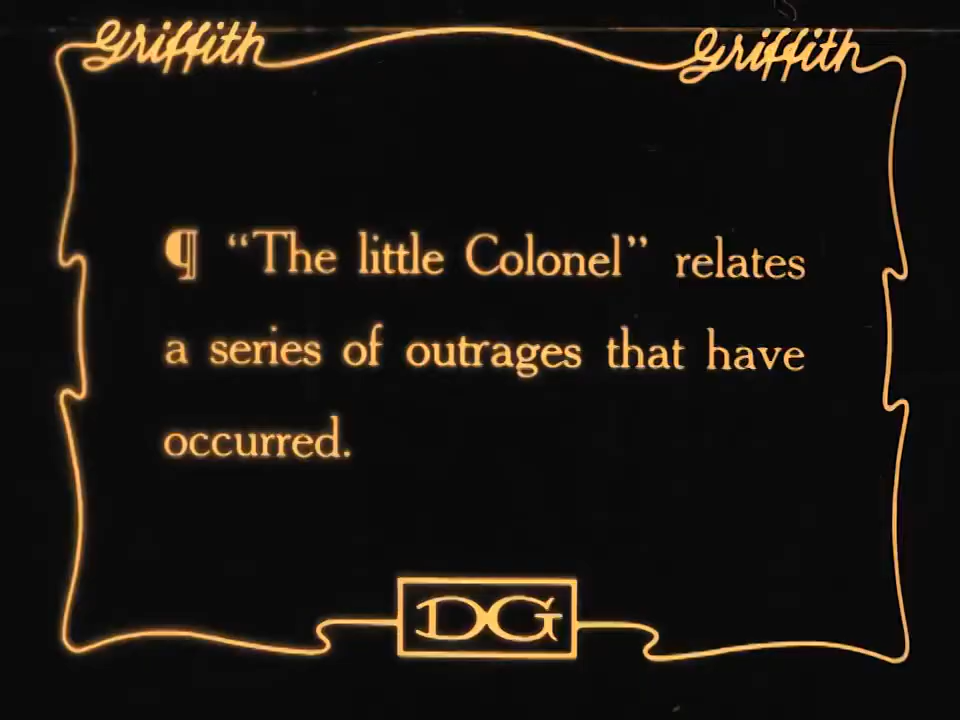 Griffith Griffith
¶ “The little Colonel” relates
a series of outrages that have
occurred.
DG